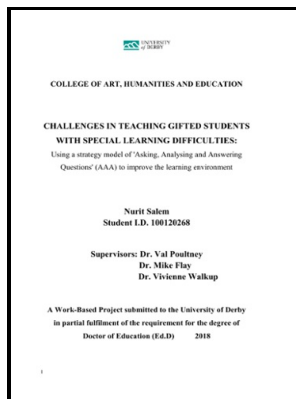 UNIVERSITY
of DERBY
COLLEGE OF ART, HUMANITIES AND EDUCATION
CHALLENGES IN TEACHING GIFTED STUDENTS
WITH SPECIAL LEARNING DIFFICULTIES:
Using a strategy model of 'Asking, Analysing and Answering
Questions' (AAA) to improve the learning environment
Nurit Salem
Student I.D. 100120268
Supervisors: Dr. Val Poultney
Dr. Mike Flay
Dr. Vivienne Walkup
A Work-Based Project submitted to the University of Derby
in partial fulfilment of the requirement for the degree of
Doctor of Education (Ed.D) 2018